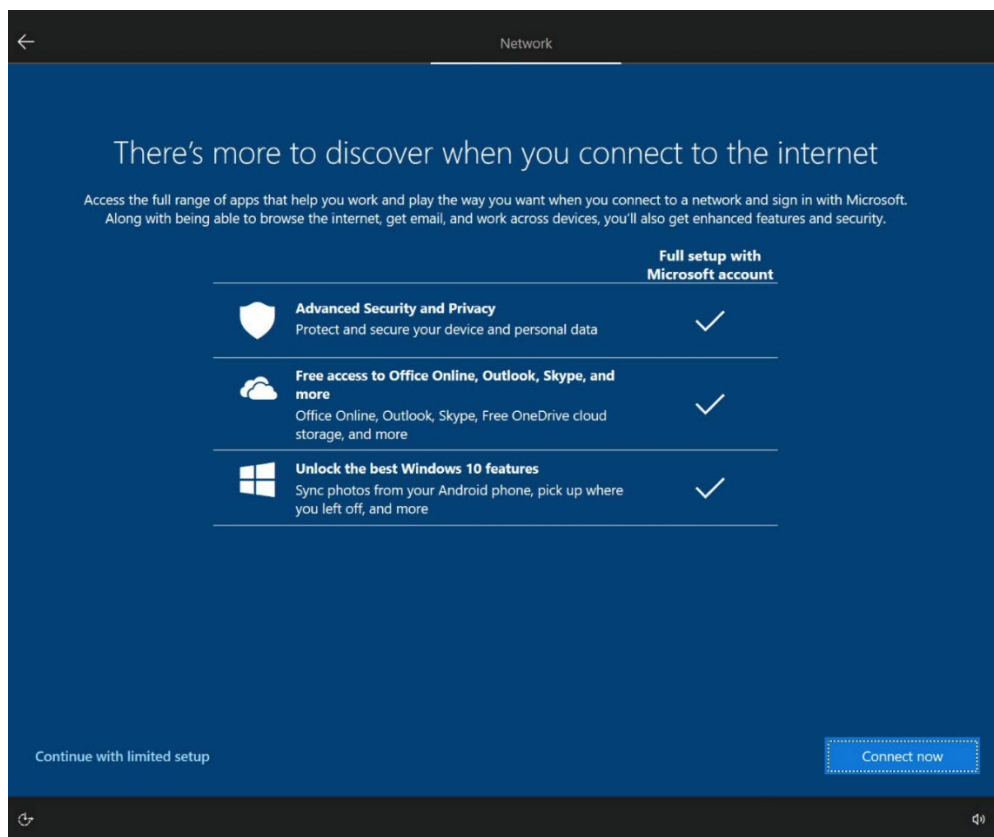 Network
There's more to discover when you connect to the internet
Access the full range of apps that help you work and play the way you want when you connect to a network and sign in with Microsoft.
Along with being able to browse the internet, get email, and work across devices, you'll also get enhanced features and security.
Full setup with
Microsoft account
Advanced Security and Privacy
Protect and secure your device and personal data
Free access to Office Online, Outlook, Skype, and
more
Office Online, Outlook, Skype, Free OneDrive cloud
storage, and more
Unlock the best Windows 10 features
Sync photos from your Android phone, pick up where
you left off, and more
Continue with limited setup
Connect now